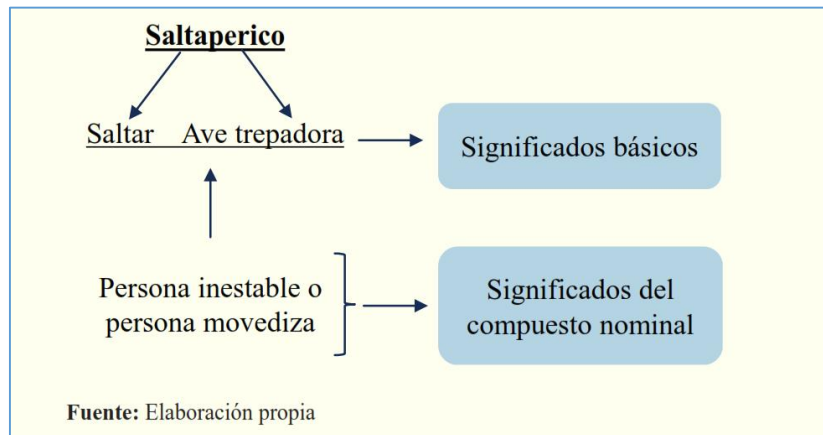 Saltaperico
Saltar Ave trepadora
Significados básicos
Persona inestable o
persona movediza
Significados del
compuesto nominal
Fuente: Elaboración propia